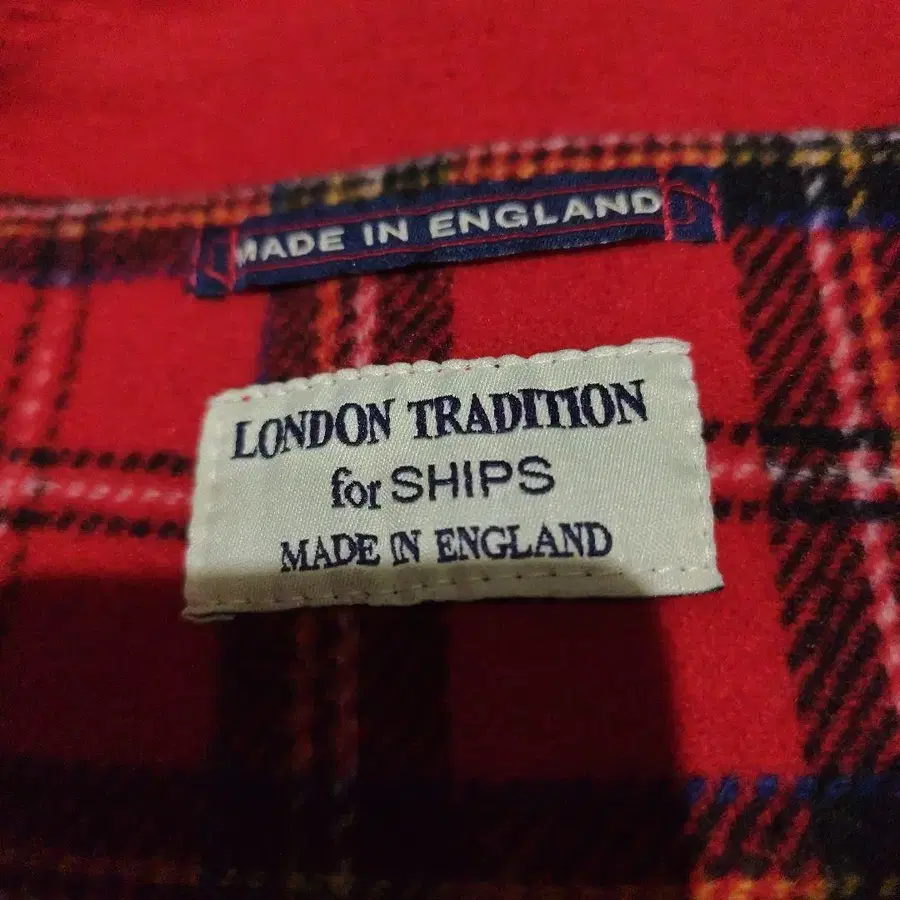 MADE IN ENGLAND
LONDON TRADITION
for SHIPS
MADE IN ENGLAND